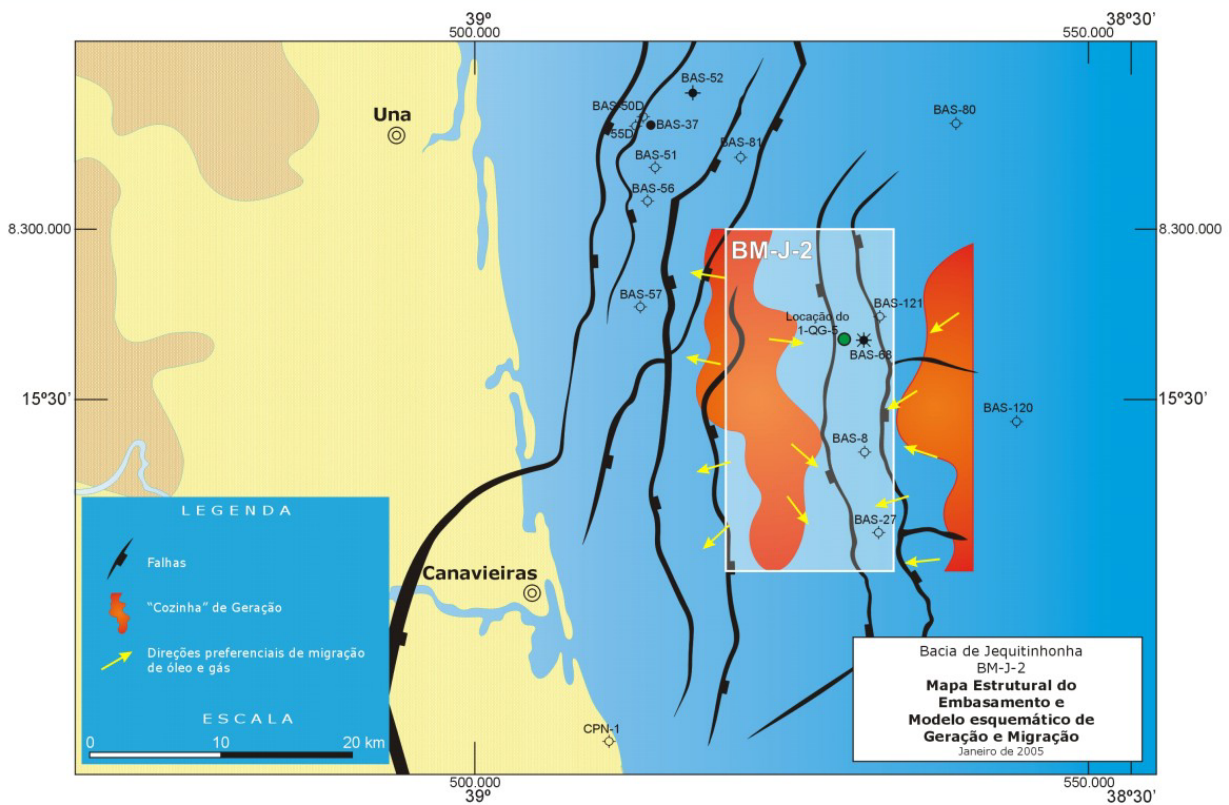 39º
38º30’
500.000
550.000
BAS-52
Una
BAS-50D
BAS-80
55D
BAS-37
BAS-81
BAS-51
BAS-56
8.300.000
8.300.000
BM-J-2
BAS-57
BAS-121
Locação do
1-QG-5
BAS-68
15º30’
15º30’
BAS-120
BAS-8
LEGENDA
BAS-27
Falhas
Canavieiras
"Cozinha" de Geração
Direções preferenciais de migração
de óleo e gás
Bacia de Jequitinhonha
BM-J-2
Mapa Estrutural do
Embasamento e
Modelo esquemático de
Geração e Migração
Janeiro de 2005
ESCALA
0 10 20 km
CPN-1
500.000
550.000
39º
38º30’